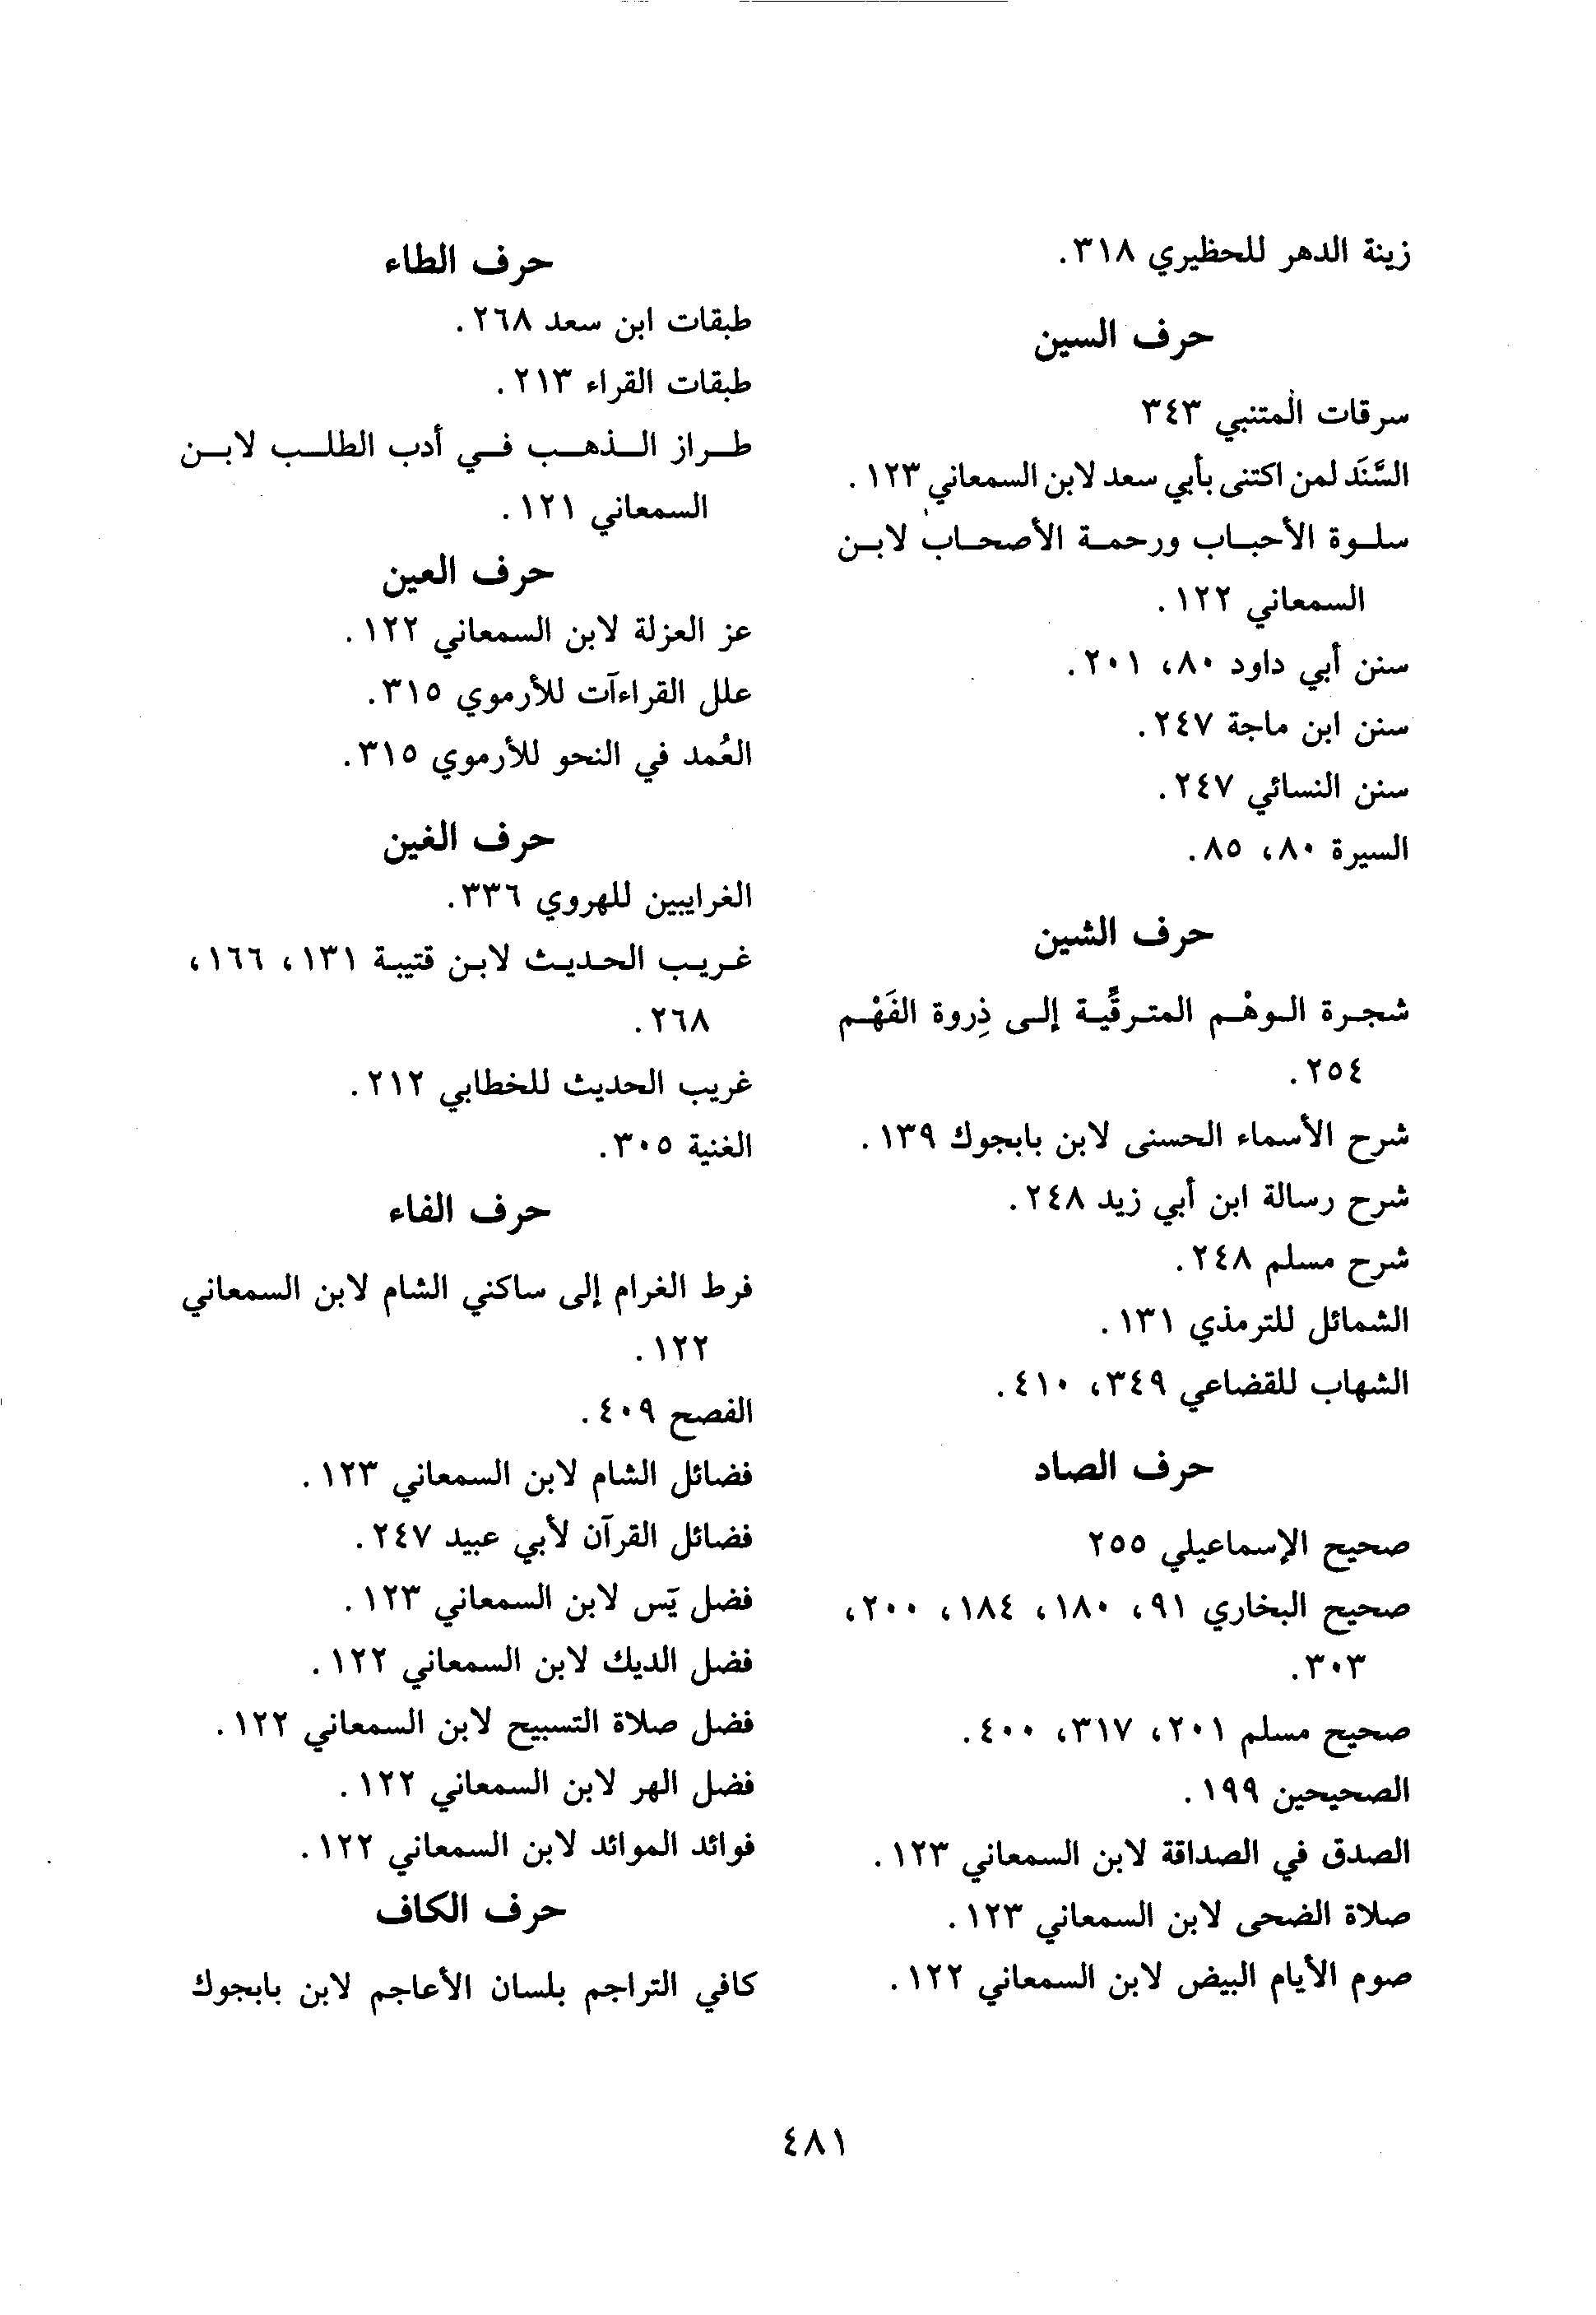 زينة الدهر للحظيري ٣١٨.
حرف السين
سرقات المتنبي ٣٤٣
السَّنَد لمن اكتنى بأبي سعد لابن السمعاني ١٢٣.
سلوة الأحباب ورحمة الأصحاب لابن
السمعاني ١٢٢.
سنن أبي داود ٨٠، ٢٠١.
سنن ابن ماجة ٢٤٧.
سنن النسائي ٢٤٧.
السيرة ٨٠، ٨٥.
حرف الشين
شجرة الوهْم المترقِّية إلى ذِروة الفَهْم
٢٥٤.
شرح الأسماء الحسنى لابن بابجوك ١٣٩.
شرح رسالة ابن أبي زيد ٢٤٨.
شرح مسلم ٢٤٨.
الشمائل للترمذي ١٣١.
الشهاب للقضاعي ٣٤٩، ٤١٠.
حرف الصاد
صحيح الإسماعيلي ٢٥٥
صحيح البخاري ٩١، ١٨٠، ١٨٤، ٢٠٠،
٣٠٣.
صحيح مسلم ٢٠١، ٣١٧، ٤٠٠.
الصحيحين ١٩٩.
الصدق في الصداقة لابن السمعاني ١٢٣.
صلاة الضحى لابن السمعاني ١٢٣.
صوم الأيام البيض لابن السمعاني ١٢٢.
حرف الطاء
طبقات ابن سعد ٢٦٨.
طبقات القراء ٢١٣.
طراز الذهب في أدب الطلب لابن
السمعاني ١٢١.
حرف العين
عز العزلة لابن السمعاني ١٢٢.
علل القراءآت للأرموي ٣١٥.
العُمد في النحو للأرموي ٣١٥.
حرف الغين
الغرايبين للهروي ٣٣٦.
غريب الحديث لابن قتيبة ١٣١، ١٦٦،
٢٦٨.
غريب الحديث للخطابي ٢١٢.
الغنية ٣٠٥.
حرف الفاء
فرط الغرام إلى ساكني الشام لابن السمعاني
١٢٢.
الفصح ٤٠٩.
فضائل الشام لابن السمعاني ١٢٣.
فضائل القرآن لأبي عبيد ٢٤٧.
فضل يَس لابن السمعاني ١٢٣.
فضل الديك لابن السمعاني ١٢٢.
فضل صلاة التسبيح لابن السمعاني ١٢٢.
فضل الهر لابن السمعاني ١٢٢.
فوائد الموائد لابن السمعاني ١٢٢.
حرف الكاف
كافي التراجم بلسان الأعاجم لابن بابجوك
٤٨١